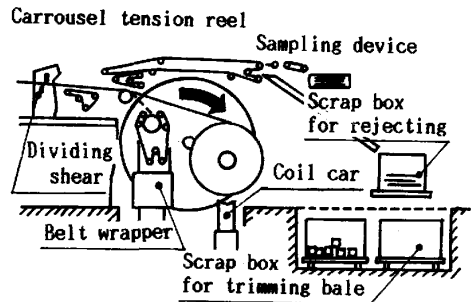 Carrousel tension reel
Sampling device
Scrap box
for rejecting
Dividing
shear
Coil car
Belt wrapper
Scrap box
for trimming bale